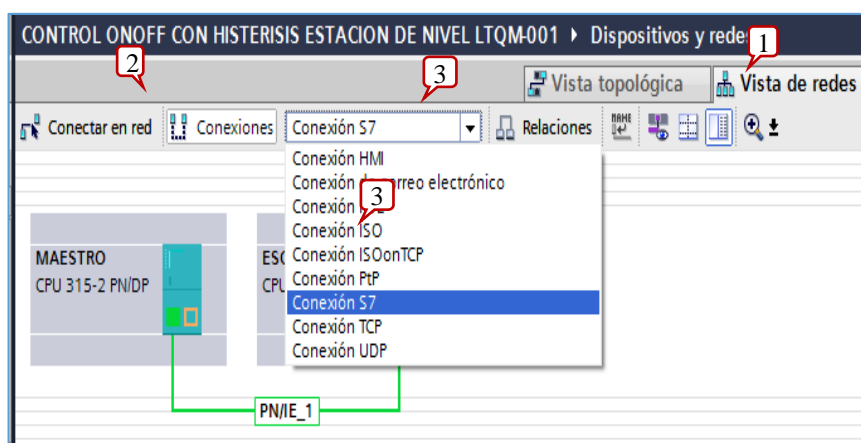 CONTROL ONOFF CON HISTERISIS ESTACION DE NIVEL LTQM-001 ▸ Dispositivos y redes
1
2
3
Vista topológica
Vista de redes
Conectar en red
Conexiones
Conexión S7
Relaciones
NAME
Conexión HMI
Conexión de correo electrónico
Conexión
3
Conexión ISO
Conexión ISOonTCP
Conexión PtP
Conexión S7
Conexión TCP
Conexión UDP
MAESTRO
CPU 315-2 PN/DP
PN/IE_1